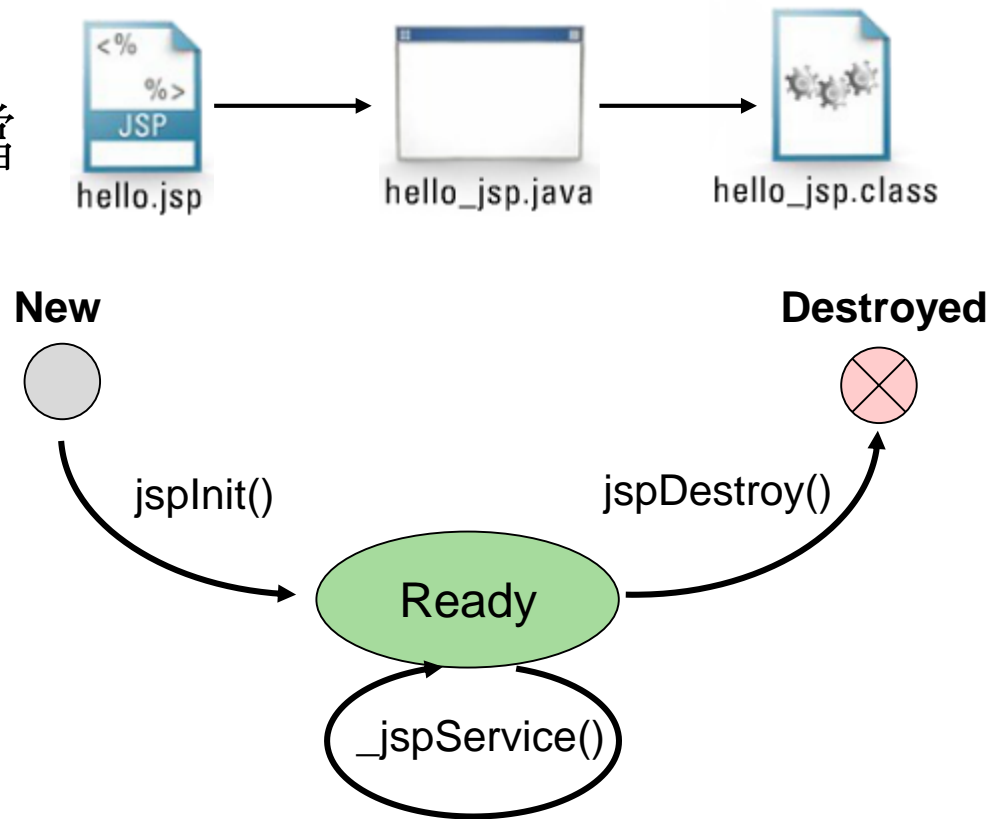 <%
%>
JSP
hello.jsp
hello_jsp.java
hello_jsp.class
New
Destroyed
jspInit()
jspDestroy()
Ready
_jspService()